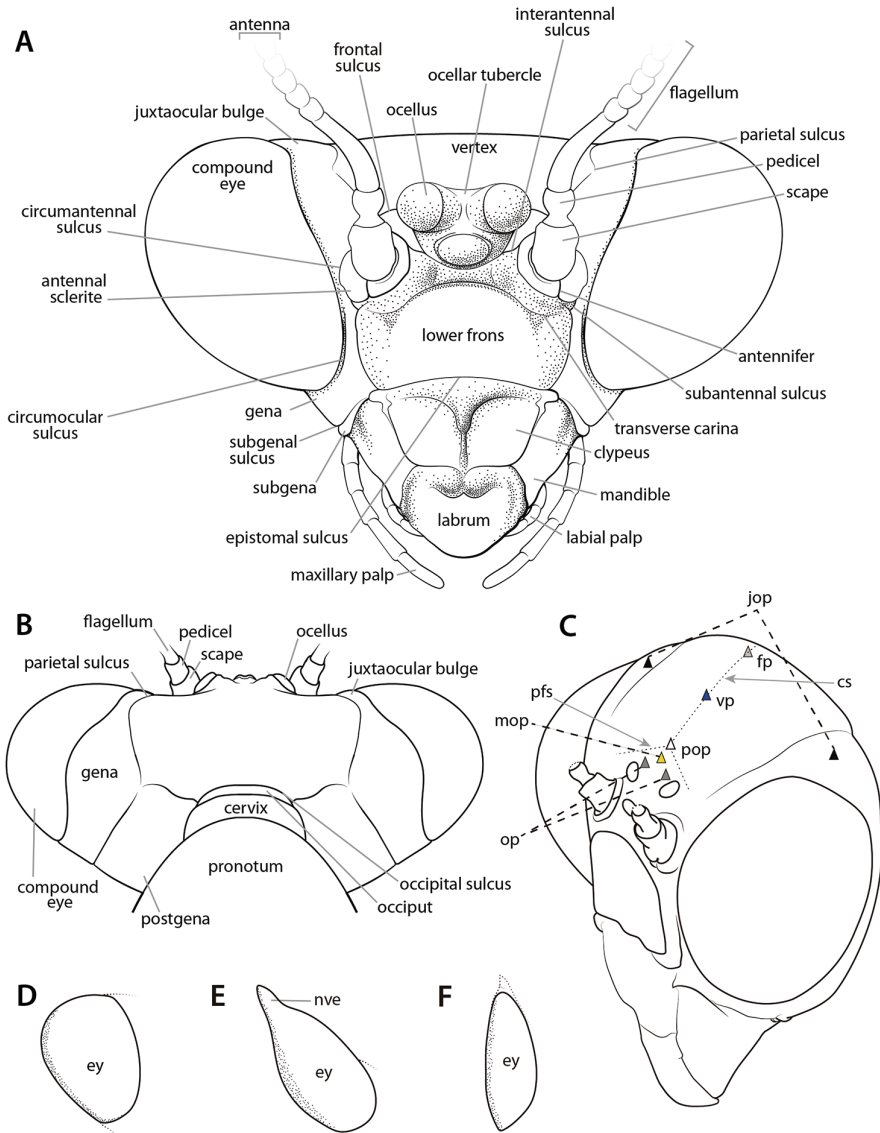 A
antenna
frontal
sulcus
interantennal
sulcus
ocellar tubercle
ocellus
flagellum
juxtaocular bulge
parietal sulcus
vertex
compound
eye
pedicel
scape
circumantennal
sulcus
antennal
sclerite
lower frons
antennifer
subantennal sulcus
circumocular
sulcus
gena
transverse carina
subgenal
sulcus
clypeus
subgena
mandible
labrum
epistomal sulcus
labial palp
maxillary palp
B
flagellum
pedicel
scape
ocellus
parietal sulcus
juxtaocular bulge
gena
cervix
pronotum
compound
eye
occipital sulcus
occiput
postgena
C
jop
fp
cs
pfs
vp
mop
pop
op
D
ey
E
nve
ey
F
ey